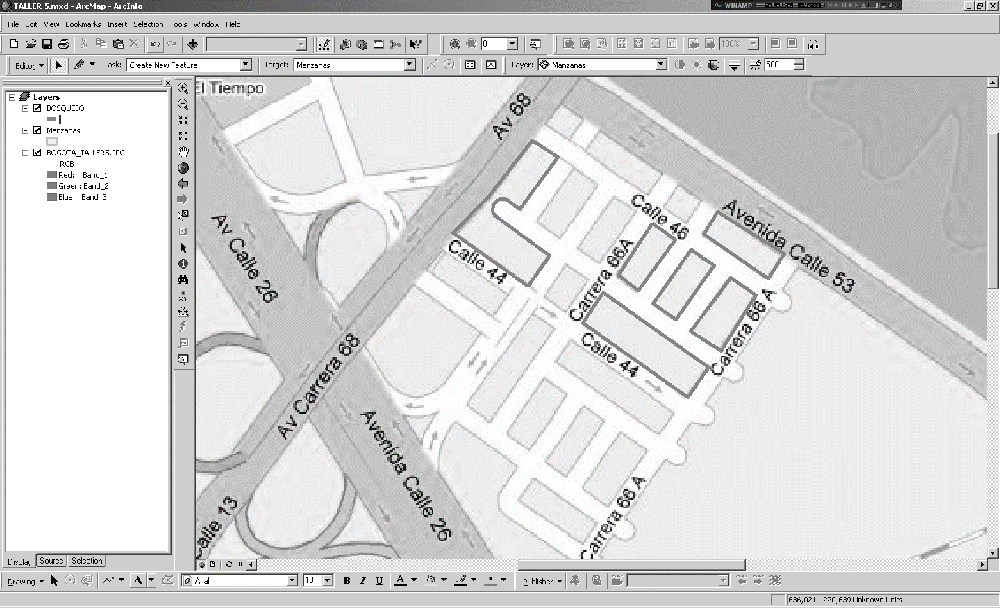 TALLER 5.mxd - ArcMap - ArcInfo
WINAMP
File Edit View Bookmarks Insert Selection Tools Window Help
0
100%
Editor
Task: Create New Feature
Target: Manzanas
Layer: Manzanas
500
Layers
BOSQUEJO
Manzanas
BOGOTA_TALLER5.JPG
RGB
Red: Band_1
Green: Band_2
Blue: Band_3
XY
El Tiempo
Av 68
Av Calle 26
Calle 44
Calle 46
Carrera 66A
Avenida Calle 53
Carrera 66 A
Calle 44
Av Carrera 68
Avenida Calle 26
Carrera 66 A
Calle 13
Display Source Selection
Drawing
A
Arial
10
B I U
A
Publisher
636,021 -220,639 Unknown Units